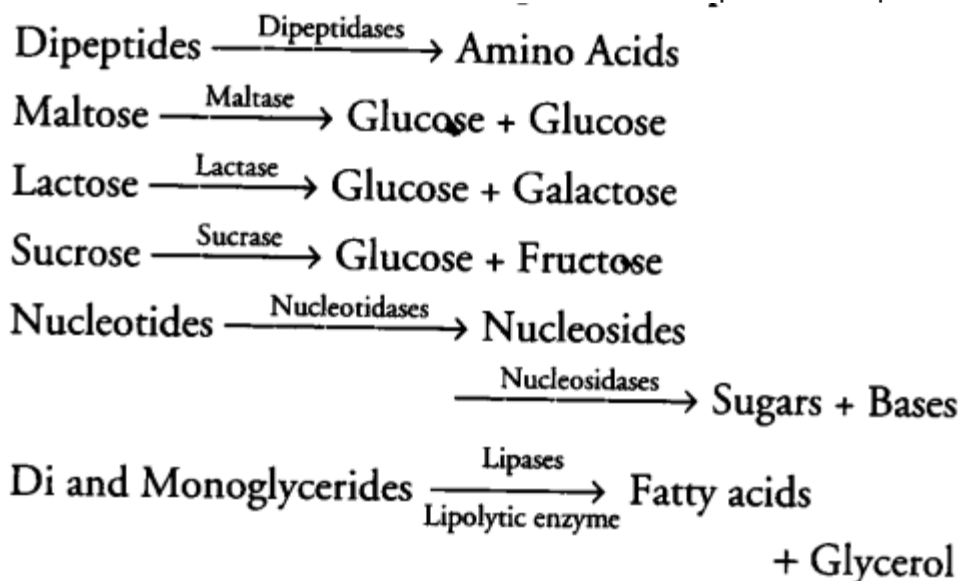 Dipeptides Dipeptidases → Amino Acids
Maltose Maltase → Glucose + Glucose
Lactose Lactase → Glucose + Galactose
Sucrose Sucrase → Glucose + Fructose
Nucleotides Nucleotidases → Nucleosides
Nucleosidases → Sugars + Bases
Di and Monoglycerides Lipases Lipolytic enzyme → Fatty acids
+ Glycerol